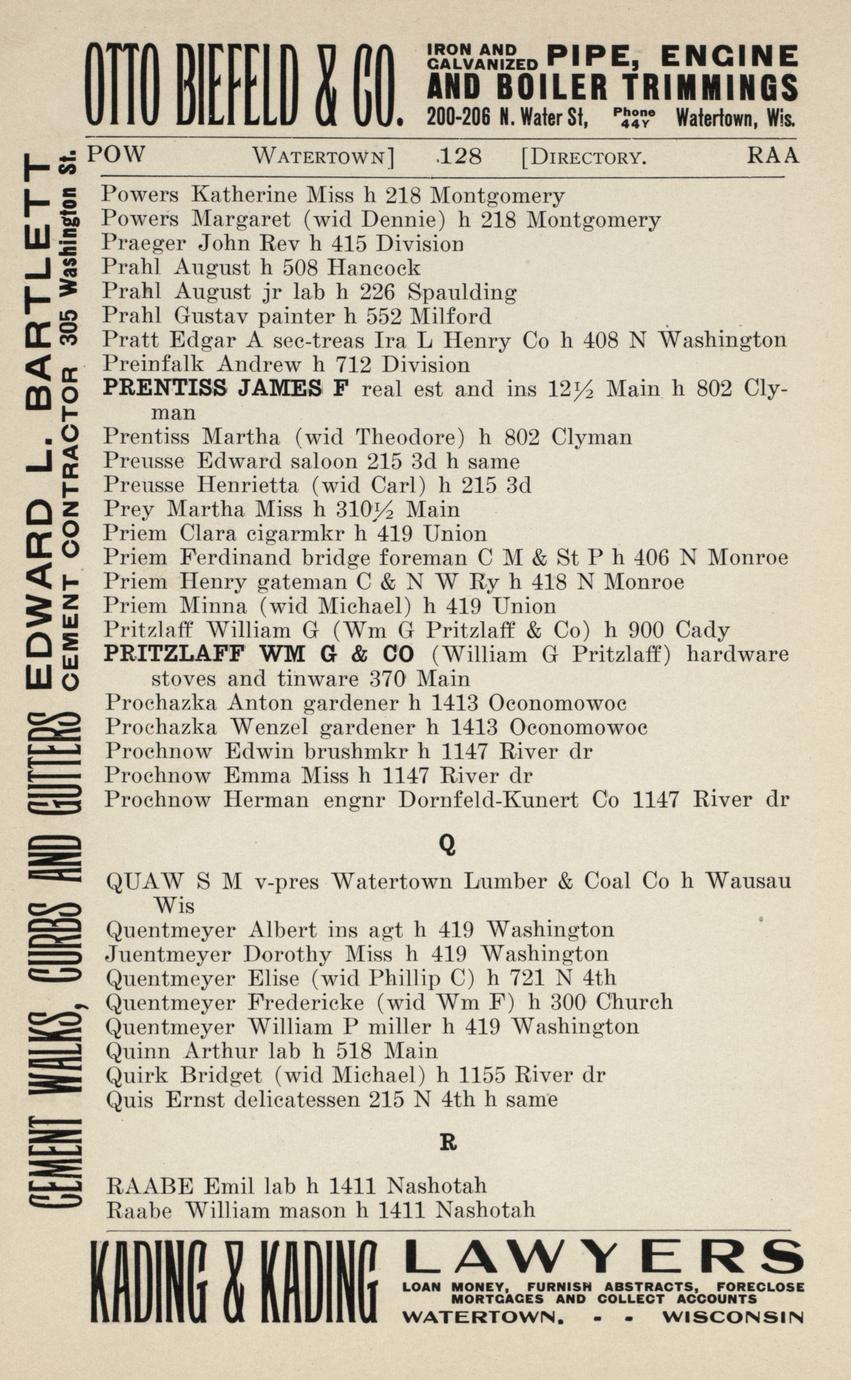 OTTO BIEFELD & CO.
IRON AND GALVANIZED PIPE, ENGINE
AND BOILER TRIMMINGS
200-206 N. Water St, Phone 44Y Watertown, Wis.
POW WATERTOWN] .128 [DIRECTORY. RAA
Powers Katherine Miss h 218 Montgomery
Powers Margaret (wid Dennie) h 218 Montgomery
Praeger John Rev h 415 Division
Prahl August h 508 Hancock
Prahl August jr lab h 226 Spaulding
Prahl Gustav painter h 552 Milford
Pratt Edgar A sec-treas Ira L Henry Co h 408 N Washington
Preinfalk Andrew h 712 Division
PRENTISS JAMES F real est and ins 12½ Main h 802 Cly-
man
Prentiss Martha (wid Theodore) h 802 Clyman
Preusse Edward saloon 215 3d h same
Preusse Henrietta (wid Carl) h 215 3d
Prey Martha Miss h 310½ Main
Priem Clara cigarmkr h 419 Union
Priem Ferdinand bridge foreman C M & St P h 406 N Monroe
Priem Henry gateman C & N W Ry h 418 N Monroe
Priem Minna (wid Michael) h 419 Union
Pritzlaff William G (Wm G Pritzlaff & Co) h 900 Cady
PRITZLAFF WM G & CO (William G Pritzlaff) hardware
stoves and tinware 370 Main
Prochazka Anton gardener h 1413 Oconomowoc
Prochazka Wenzel gardener h 1413 Oconomowoc
Prochnow Edwin brushmkr h 1147 River dr
Prochnow Emma Miss h 1147 River dr
Prochnow Herman engnr Dornfeld-Kunert Co 1147 River dr
Q
QUAW S M v-pres Watertown Lumber & Coal Co h Wausau
Wis
Quentmeyer Albert ins agt h 419 Washington
Juentmeyer Dorothy Miss h 419 Washington
Quentmeyer Elise (wid Phillip C) h 721 N 4th
Quentmeyer Fredericke (wid Wm F) h 300 Church
Quentmeyer William P miller h 419 Washington
Quinn Arthur lab h 518 Main
Quirk Bridget (wid Michael) h 1155 River dr
Quis Ernst delicatessen 215 N 4th h same
R
RAABE Emil lab h 1411 Nashotah
Raabe William mason h 1411 Nashotah
CEMENT WALKS, CURBS AND GUTTERS EDWARD L. BARTLETT
CEMENT CONTRACTOR 305 Washington St.
KADING & KADING
LAWYERS
LOAN MONEY, FURNISH ABSTRACTS, FORECLOSE
MORTGAGES AND COLLECT ACCOUNTS
WATERTOWN. - - WISCONSIN